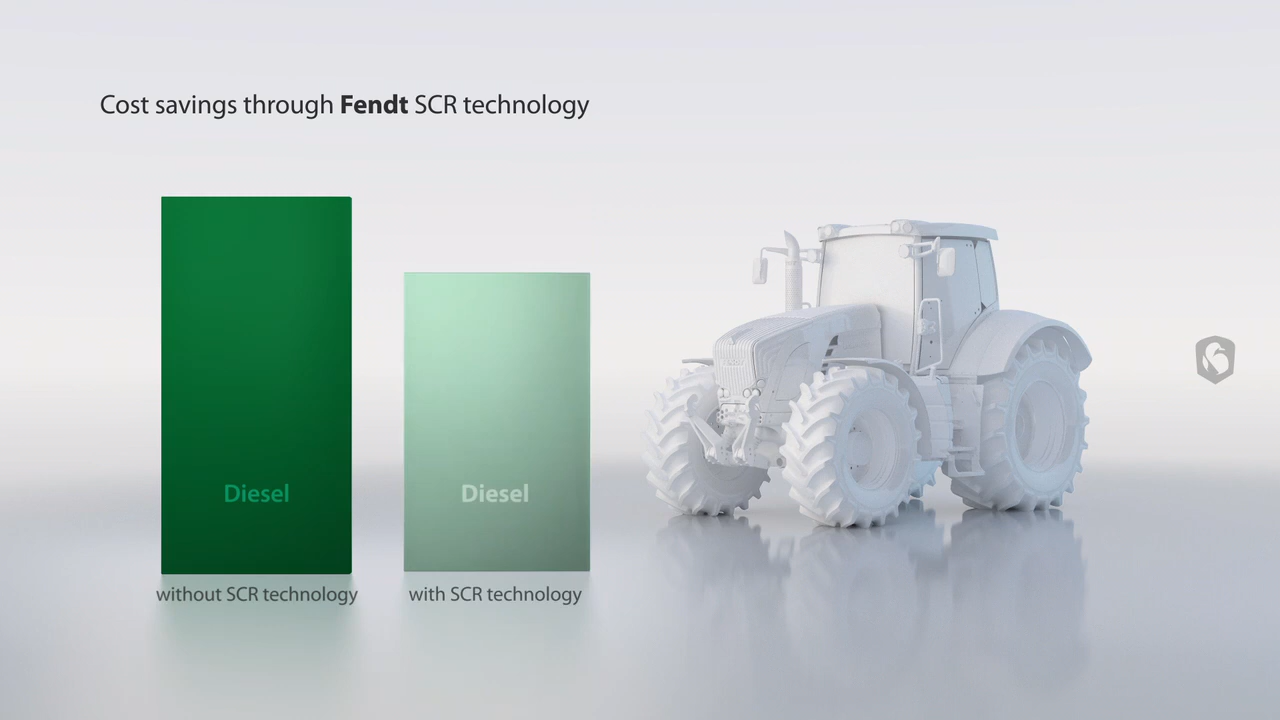 Cost savings through Fendt SCR technology
Diesel
Diesel
without SCR technology
with SCR technology